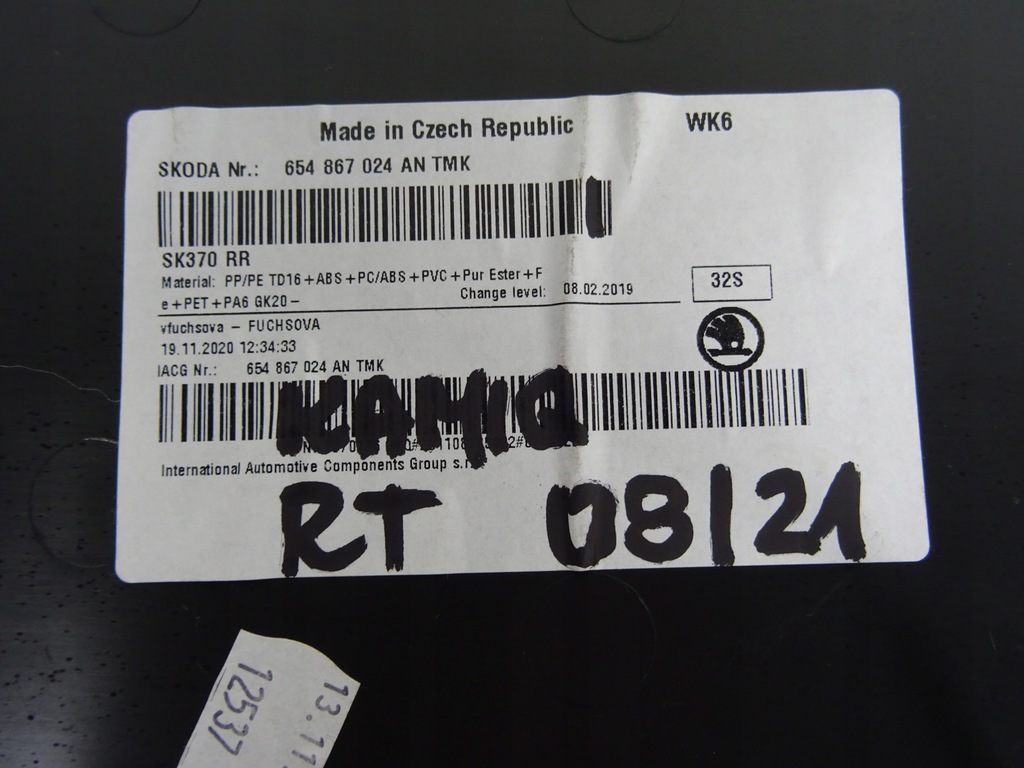 Made in Czech Republic WK6
SKODA Nr.: 654 867 024 AN TMK
SK370 RR
Material: PP/PE TD16+ABS+PC/ABS+PVC+Pur Ester+F
e+PET+PA6 GK20-
Change level: 08.02.2019
32S
vfuchsova - FUCHSOVA
19.11.2020 12:34:33
IACG Nr.: 654 867 024 AN TMK
KAMIQ
International Automotive Components Group
RT 08/21
13.11
12537